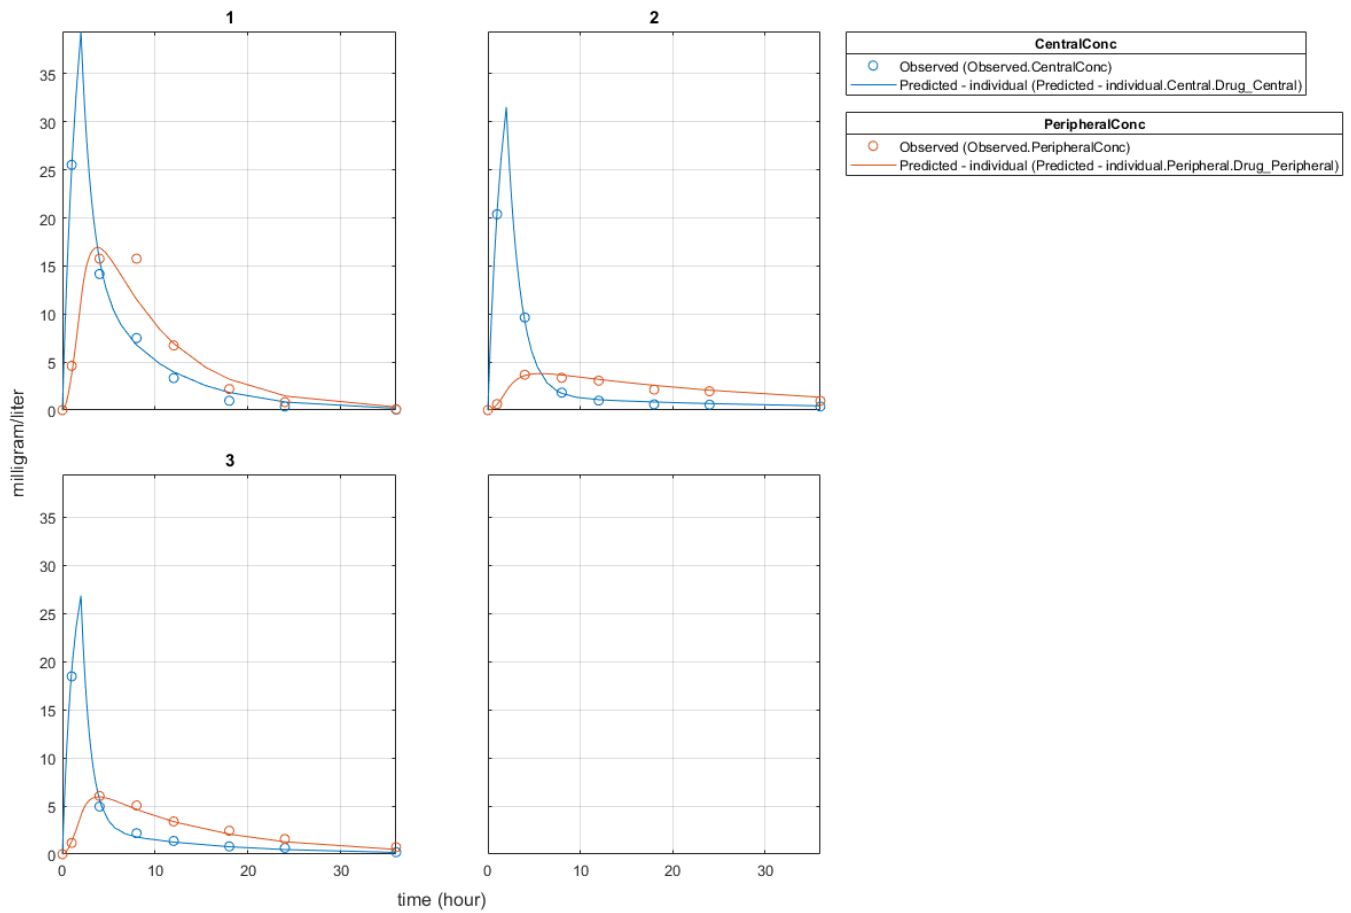 1
2
CentralConc
Observed (Observed.CentralConc)
Predicted - individual (Predicted - individual.Central.Drug_Central)
PeripheralConc
Observed (Observed.PeripheralConc)
Predicted - individual (Predicted - individual.Peripheral.Drug_Peripheral)
35
30
25
20
15
10
5
0
milligram/liter
3
35
30
25
20
15
10
5
0
0 10 20 30
0 10 20 30
time (hour)